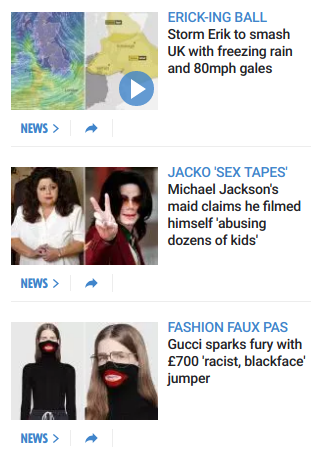 ERICK-ING BALL
Storm Erik to smash
UK with freezing rain
and 80mph gales
NEWS >
JACKO 'SEX TAPES'
Michael Jackson's
maid claims he filmed
himself 'abusing
dozens of kids'
NEWS >
FASHION FAUX PAS
Gucci sparks fury with
£700 'racist, blackface'
jumper
NEWS >